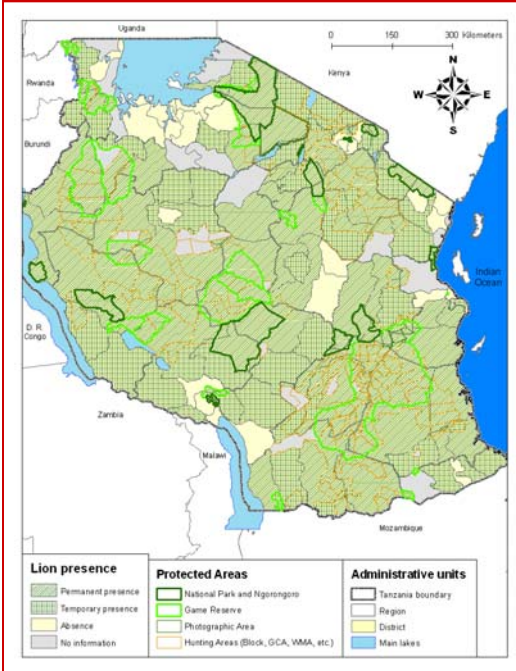 Uganda
0 150 300 Kilometers
Kenya
N
W E
S
Rwanda
Burundi
Indian
Ocean
D. R.
Congo
Zambia
Malawi
Mozambique
Lion presence
Permanent presence
Temporary presence
Absence
No information
Protected Areas
National Park and Ngorongoro
Game Reserve
Photographic Area
Hunting Areas (Block, GCA, WMA, etc.)
Administrative units
Tanzania boundary
Region
District
Main lakes